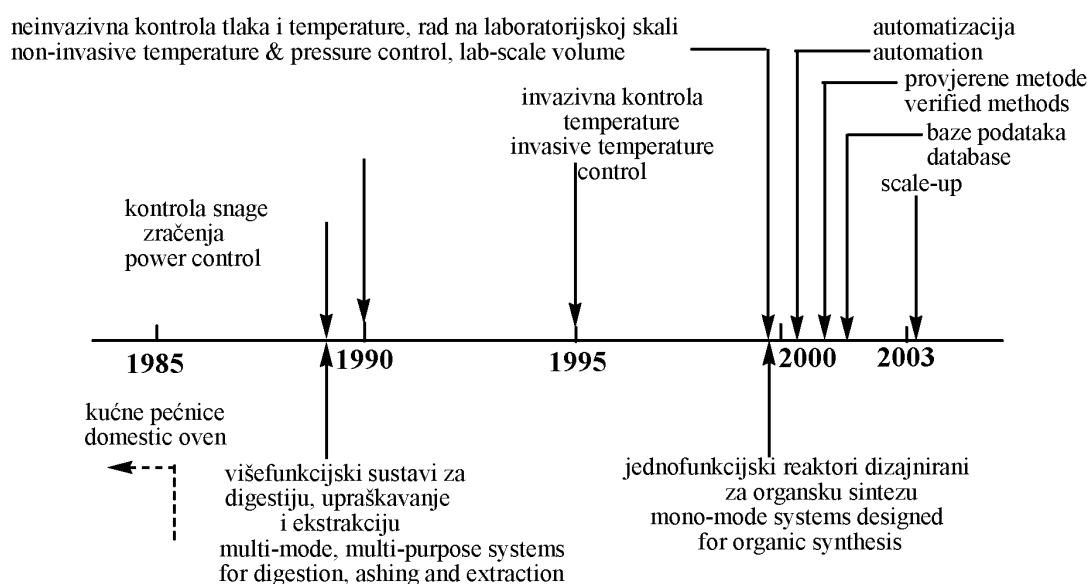 neinvazivna kontrola tlaka i temperature, rad na laboratorijskoj skali
non-invasive temperature & pressure control, lab-scale volume
automatizacija
automation
provjerene metode
verified methods
baze podataka
database
scale-up
invazivna kontrola
temperature
invasive temperature
control
kontrola snage
zračenja
power control
1985
1990
1995
2000
2003
kućne pećnice
domestic oven
višefunkcijski sustavi za
digestiju, upraškavanje
i ekstrakciju
multi-mode, multi-purpose systems
for digestion, ashing and extraction
jednofunkcijski reaktori dizajnirani
za organsku sintezu
mono-mode systems designed
for organic synthesis